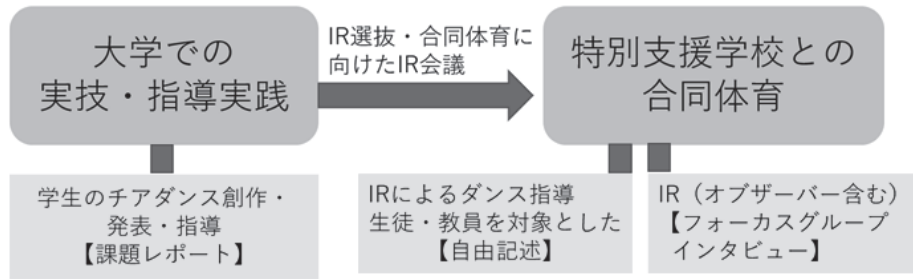 大学での
実技・指導実践
IR選抜・合同体育に
向けたIR会議
特別支援学校との
合同体育
学生のチアダンス創作・
発表・指導
【課題レポート】
IRによるダンス指導
生徒・教員を対象とした
【自由記述】
IR（オブザーバー含む）
【フォーカスグループ
インタビュー】